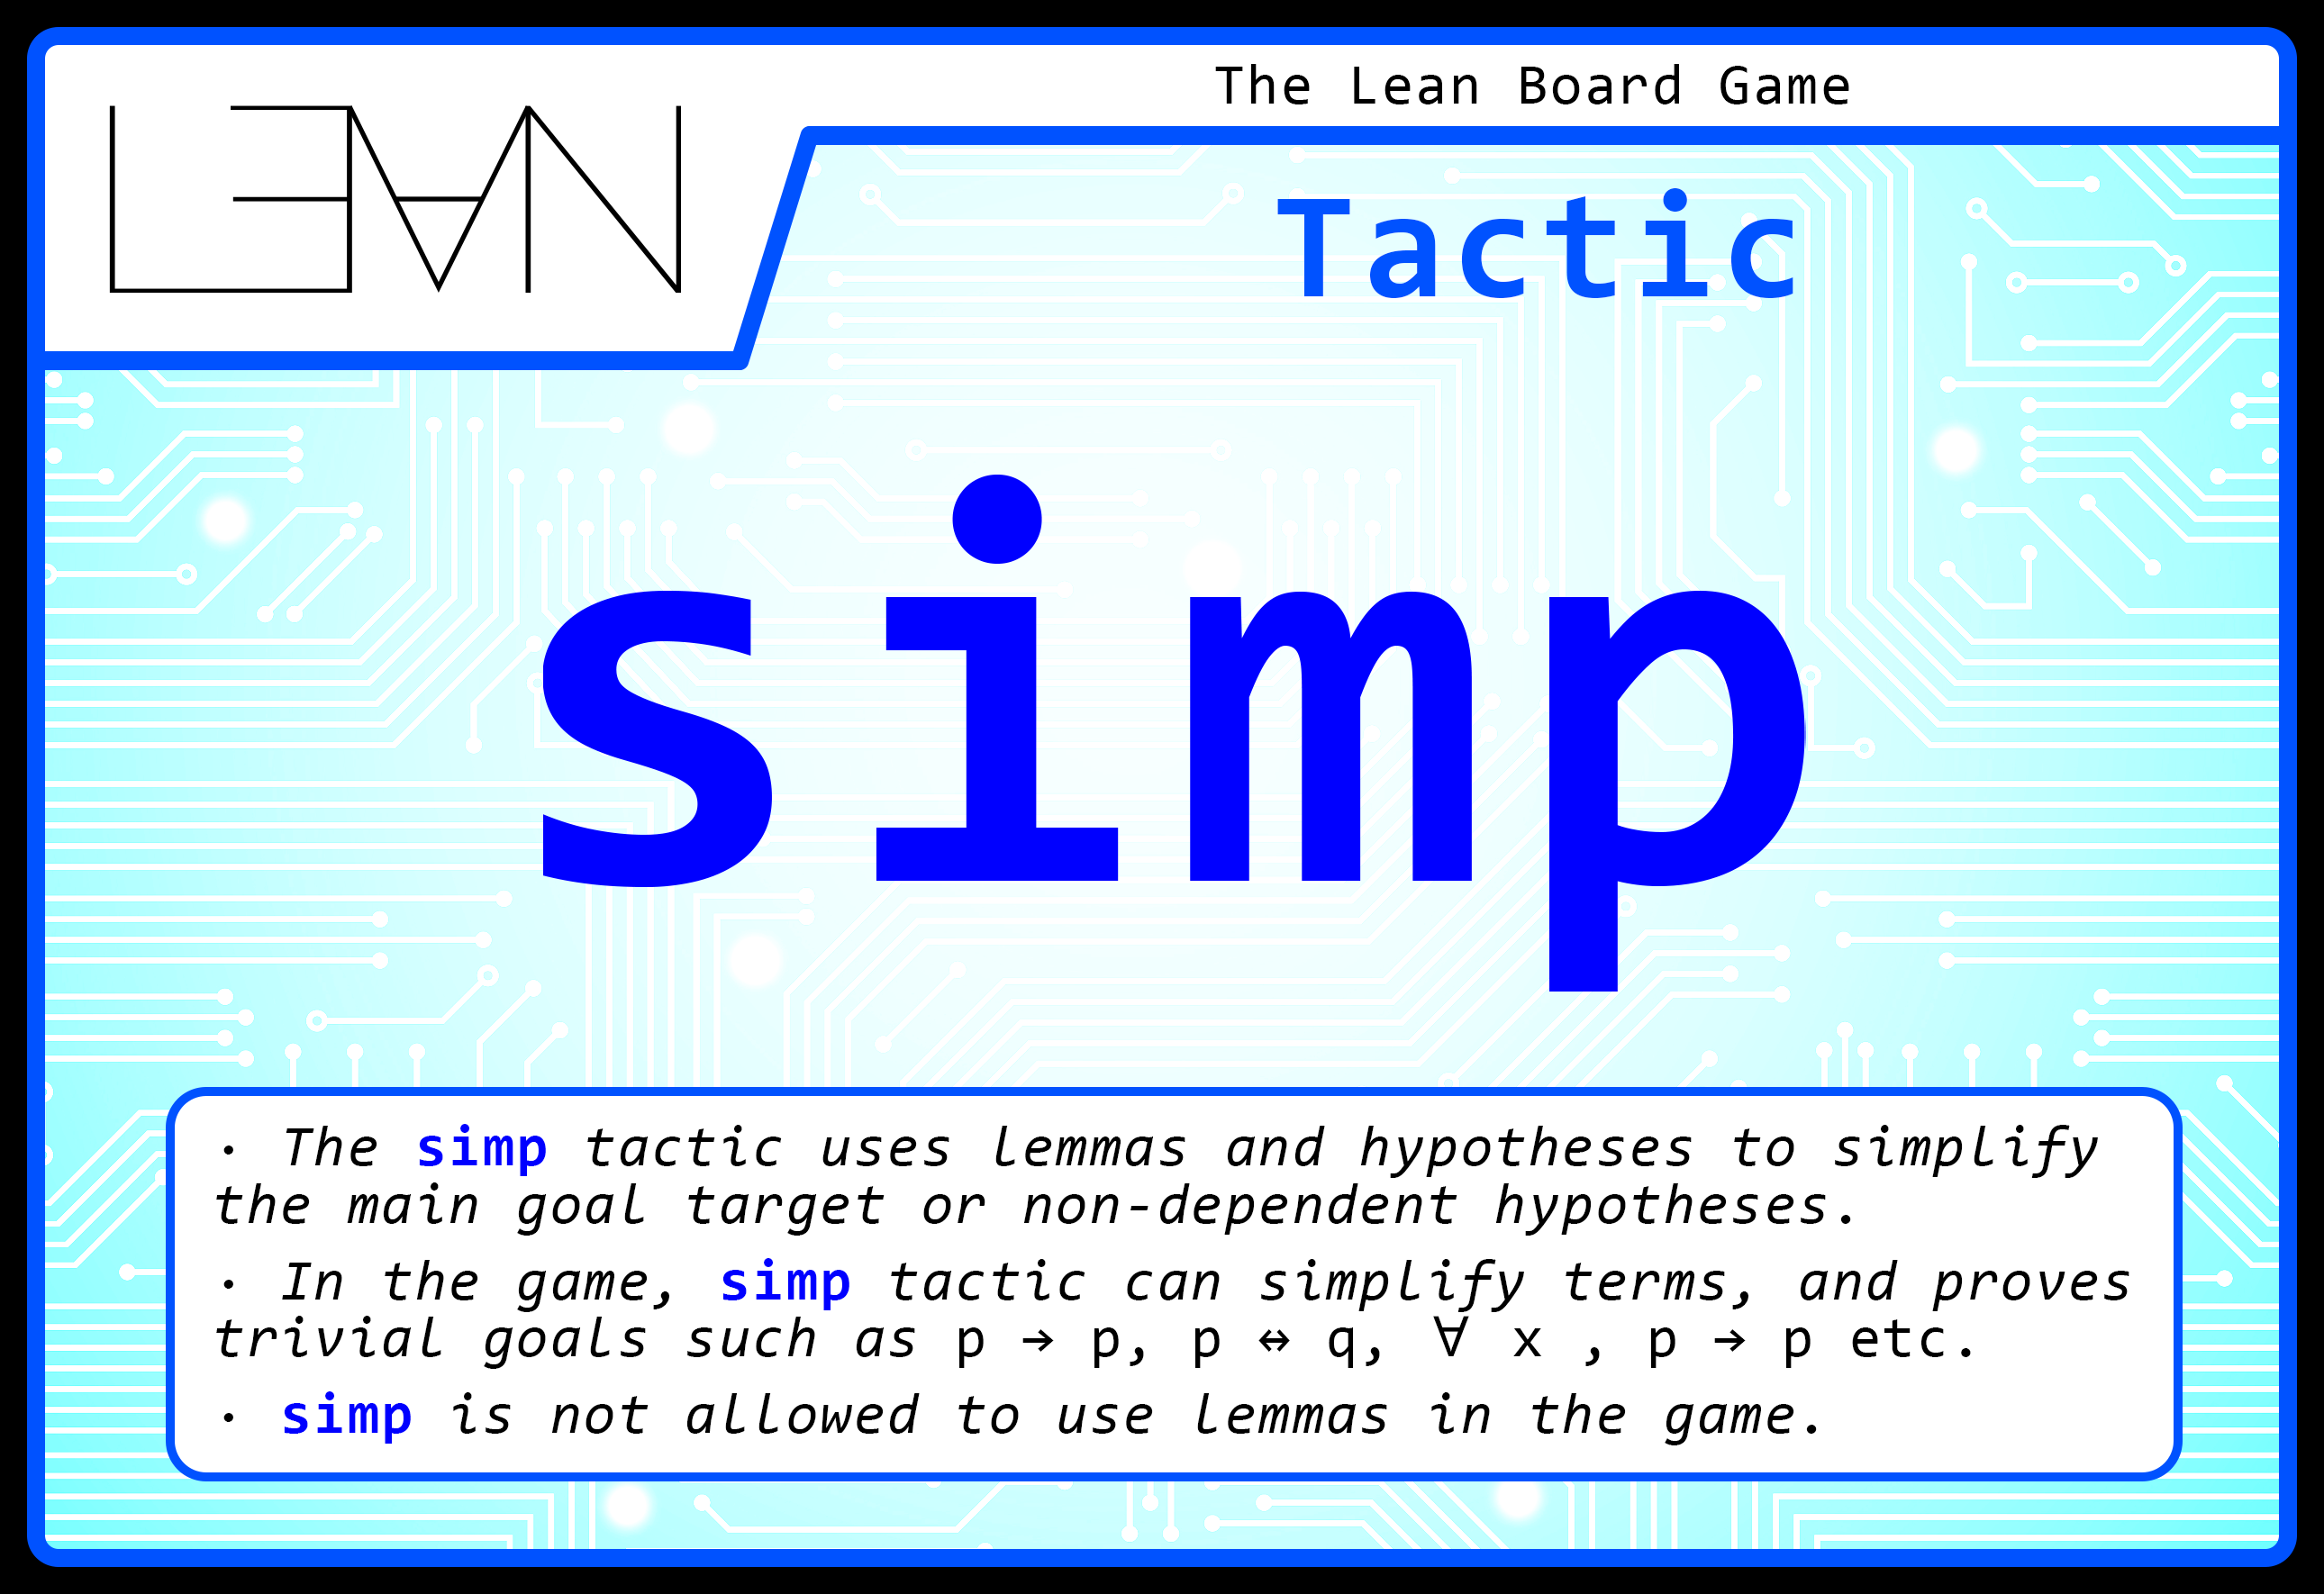 LEAN
The Lean Board Game
Tactic
simp
· The simp tactic uses lemmas and hypotheses to simplify
the main goal target or non-dependent hypotheses.
· In the game, simp tactic can simplify terms, and proves
trivial goals such as p → p, p ↔ q, ∀ x , p → p etc.
· simp is not allowed to use lemmas in the game.